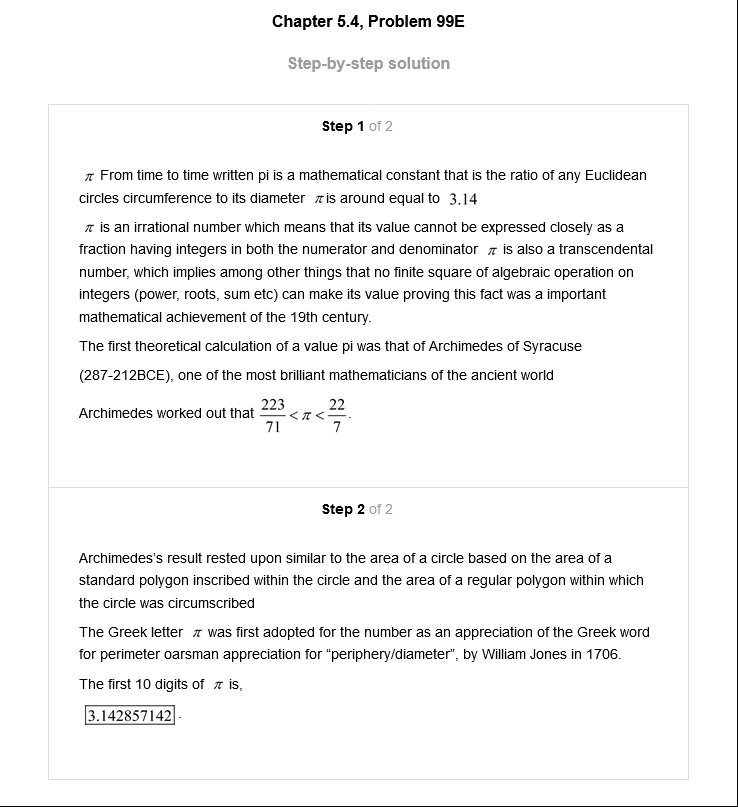 Chapter 5.4, Problem 99E
Step-by-step solution
Step 1 of 2
π From time to time written pi is a mathematical constant that is the ratio of any Euclidean
circles circumference to its diameter π is around equal to 3.14
π is an irrational number which means that its value cannot be expressed closely as a
fraction having integers in both the numerator and denominator π is also a transcendental
number, which implies among other things that no finite square of algebraic operation on
integers (power, roots, sum etc) can make its value proving this fact was a important
mathematical achievement of the 19th century.
The first theoretical calculation of a value pi was that of Archimedes of Syracuse
(287-212BCE), one of the most brilliant mathematicians of the ancient world
Archimedes worked out that 223/71 < π < 22/7.
Step 2 of 2
Archimedes's result rested upon similar to the area of a circle based on the area of a
standard polygon inscribed within the circle and the area of a regular polygon within which
the circle was circumscribed
The Greek letter π was first adopted for the number as an appreciation of the Greek word
for perimeter oarsman appreciation for “periphery/diameter”, by William Jones in 1706.
The first 10 digits of π is,
3.142857142.